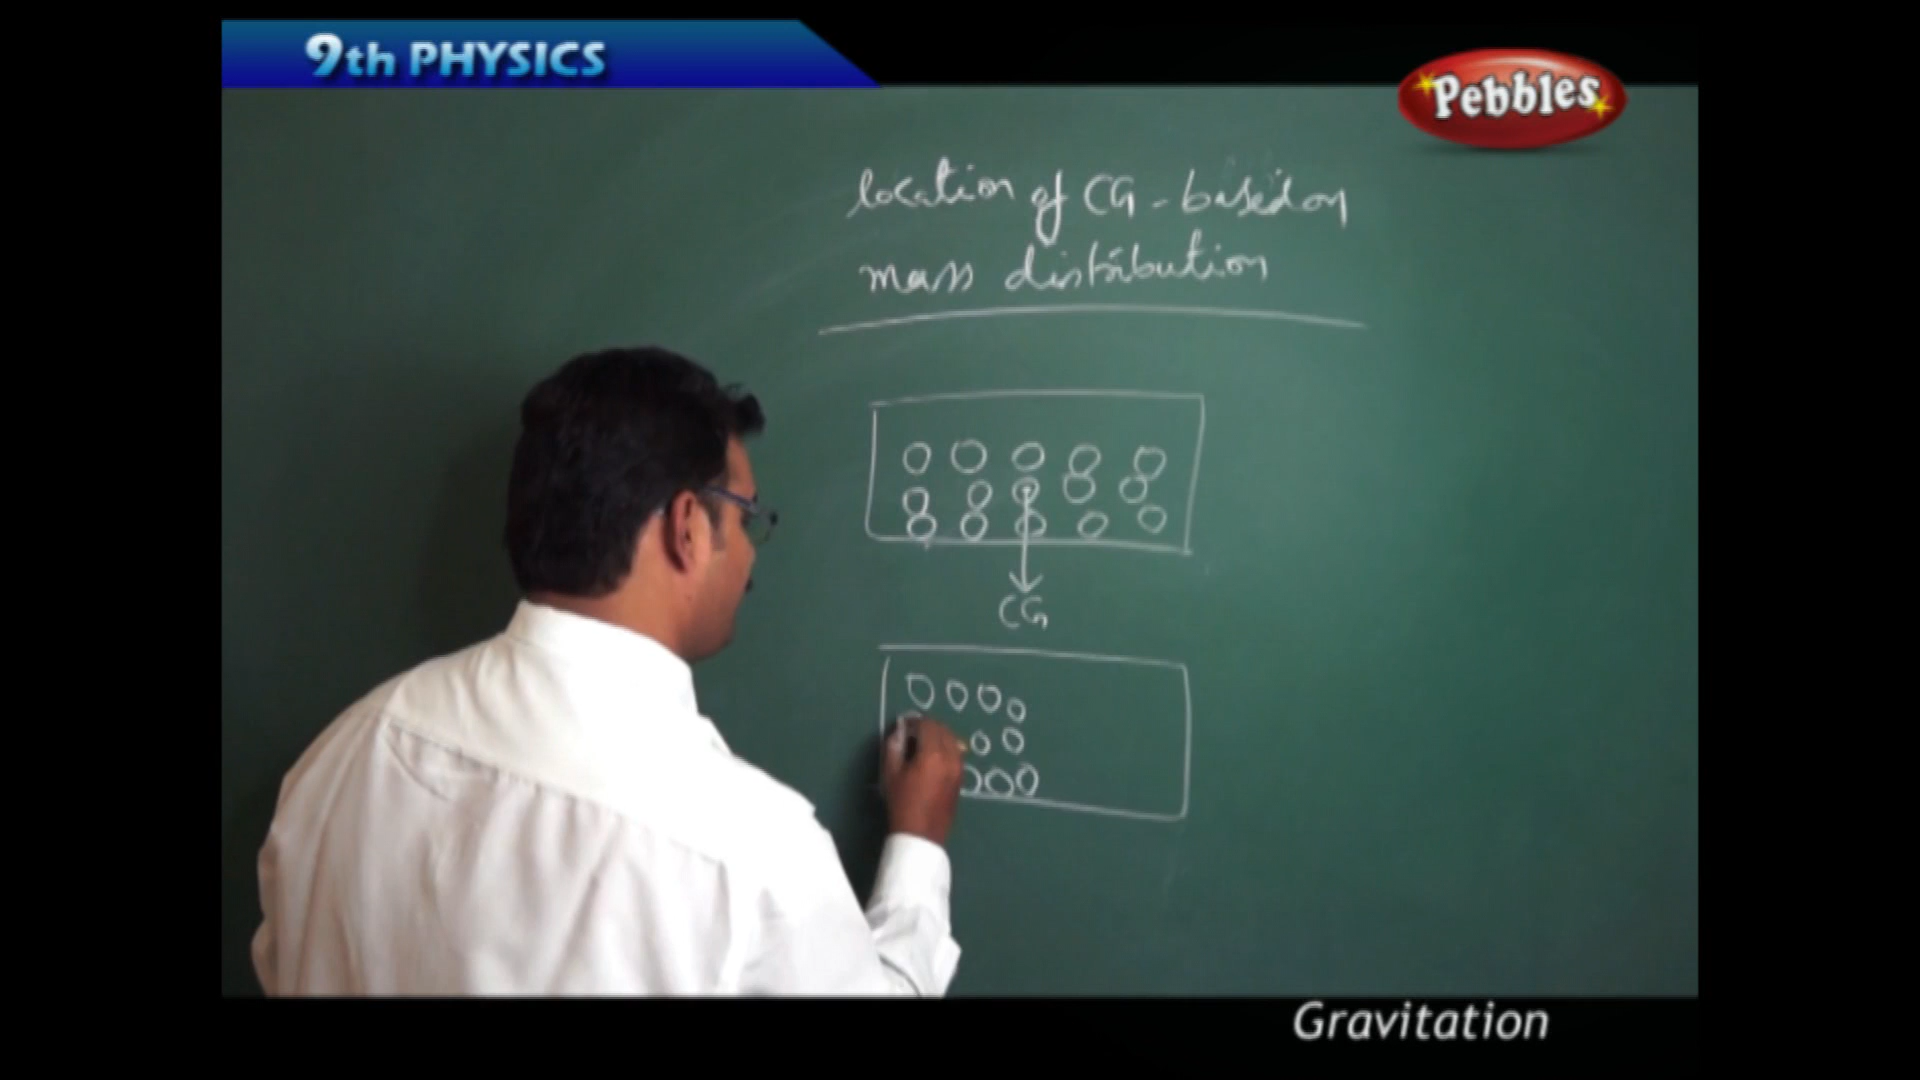 9th PHYSICS
Pebbles
location of CG - based on
mass distribution
CG
Gravitation